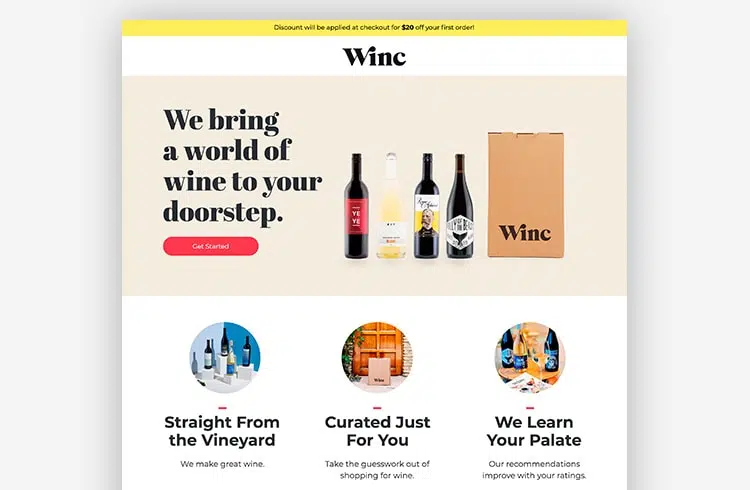 Discount will be applied at checkout for $20 off your first order!
Winc
We bring
a world of
wine to your
doorstep.
Get Started
YE
YE
Winc
Winc
Straight From
the Vineyard
We make great wine.
Curated Just
For You
Take the guesswork out of
shopping for wine.
We Learn
Your Palate
Our recommendations
improve with your ratings.